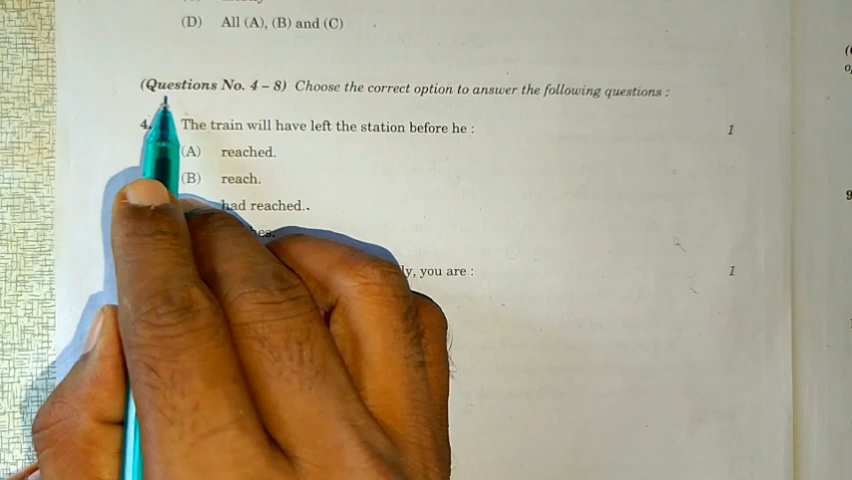 (D) All (A), (B) and (C)
(Questions No. 4 – 8) Choose the correct option to answer the following questions :
4. The train will have left the station before he : 1
(A) reached.
(B) reach.
had reached..
ly, you are : 1